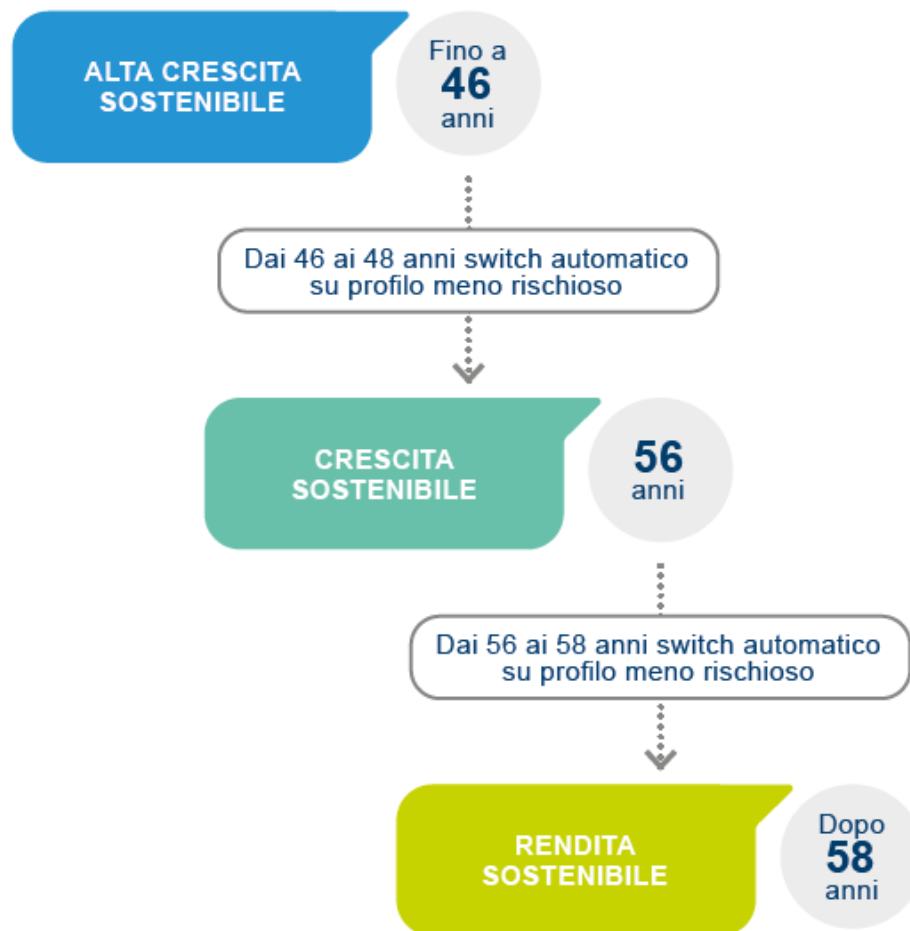 ALTA CRESCITA
SOSTENIBILE
Fino a
46
anni
Dai 46 ai 48 anni switch automatico
su profilo meno rischioso
CRESCITA
SOSTENIBILE
56
anni
Dai 56 ai 58 anni switch automatico
su profilo meno rischioso
RENDITA
SOSTENIBILE
Dopo
58
anni